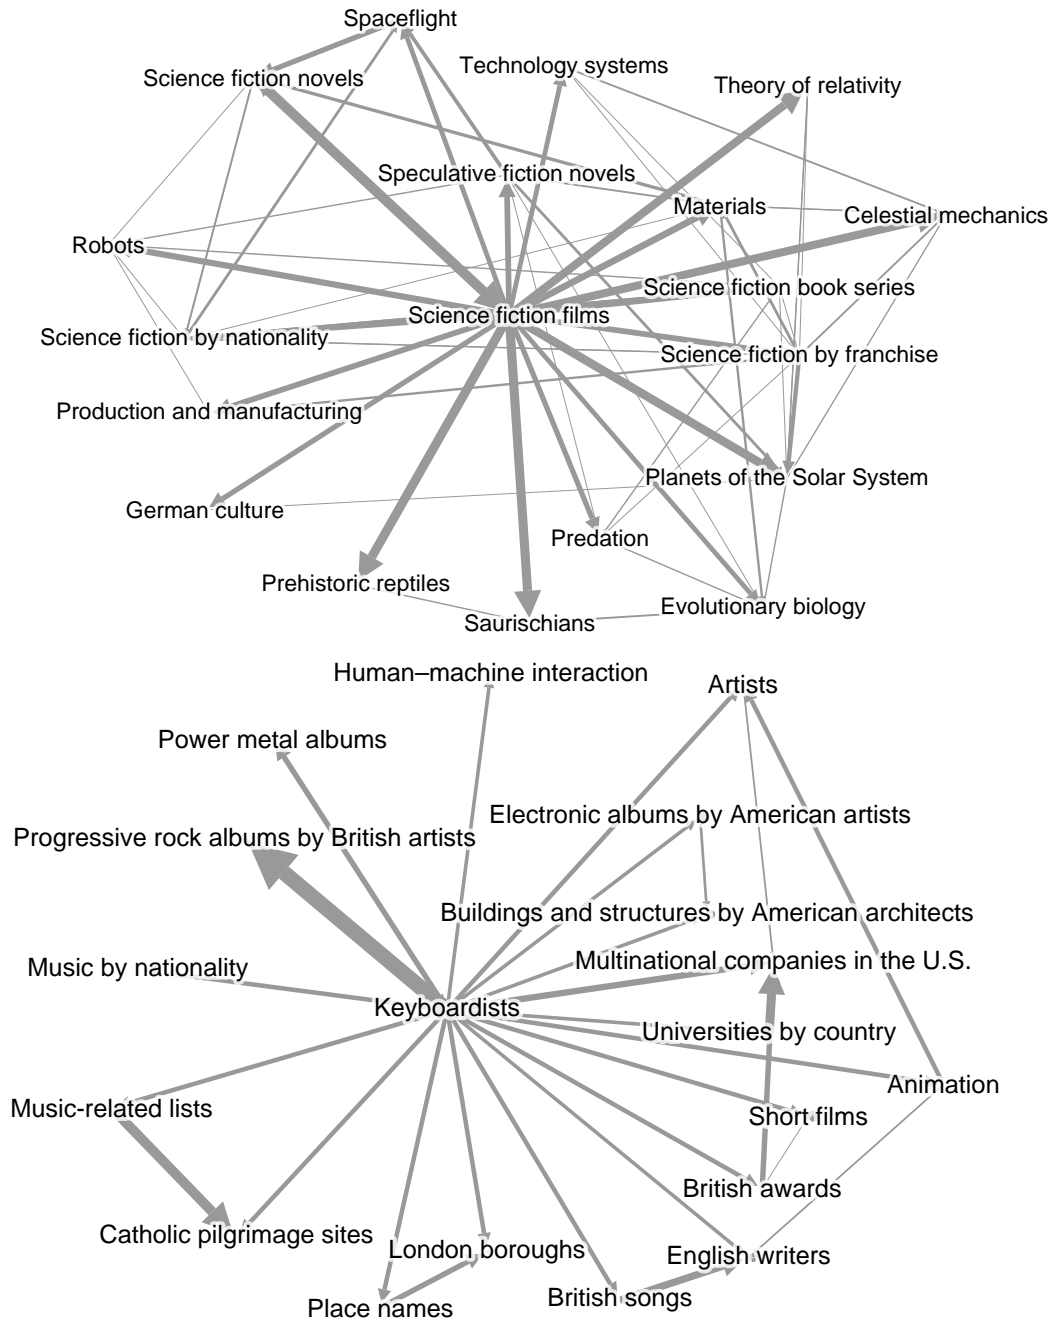 Spaceflight
Technology systems
Science fiction novels
Theory of relativity
Speculative fiction novels
Materials
Celestial mechanics
Robots
Science fiction book series
Science fiction films
Science fiction by nationality
Science fiction by franchise
Production and manufacturing
Planets of the Solar System
German culture
Predation
Prehistoric reptiles
Evolutionary biology
Saurischians
Human–machine interaction
Artists
Power metal albums
Electronic albums by American artists
Progressive rock albums by British artists
Buildings and structures by American architects
Multinational companies in the U.S.
Music by nationality
Keyboardists
Universities by country
Animation
Music-related lists
Short films
British awards
Catholic pilgrimage sites
London boroughs
English writers
British songs
Place names